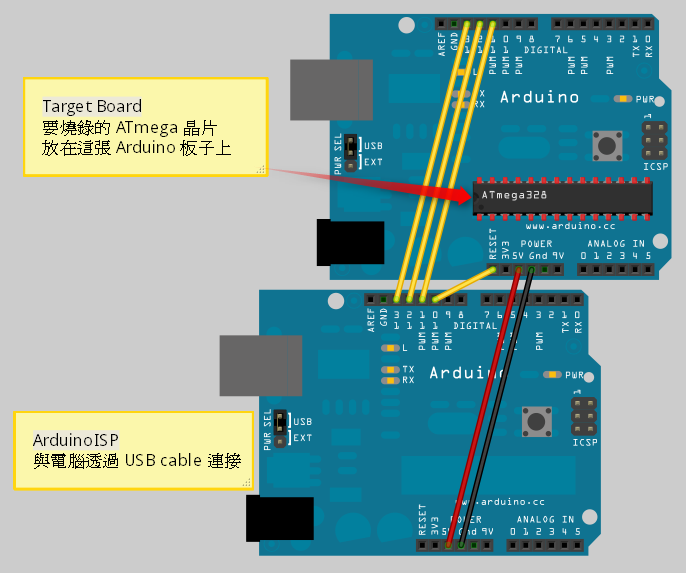 AREF
GND
13
12
11
10
9
8
7
6
5
4
3
2
1
0
DIGITAL
PWM
PWM
PWM
PWM
PWM
PWM
TX
RX
L
TX
RX
Arduino
PWR
PWR SEL
USB
EXT
1
ICSP
Target Board
要燒錄的 ATmega 晶片
放在這張 Arduino 板子上
ATmega328
www.arduino.cc
RESET
3V3
POWER
5V Gnd 9V
ANALOG IN
0 1 2 3 4 5
AREF
GND
13
12
11
10
9
8
7
6
5
4
3
2
1
0
DIGITAL
PWM
PWM
PWM
PWM
TX
RX
L
TX
RX
Arduino
PWR
PWR SEL
USB
EXT
1
ICSP
ArduinoISP
與電腦透過 USB cable 連接
www.arduino.cc
RESET
3V3
POWER
5V Gnd 9V
ANALOG IN
0 1 2 3 4 5